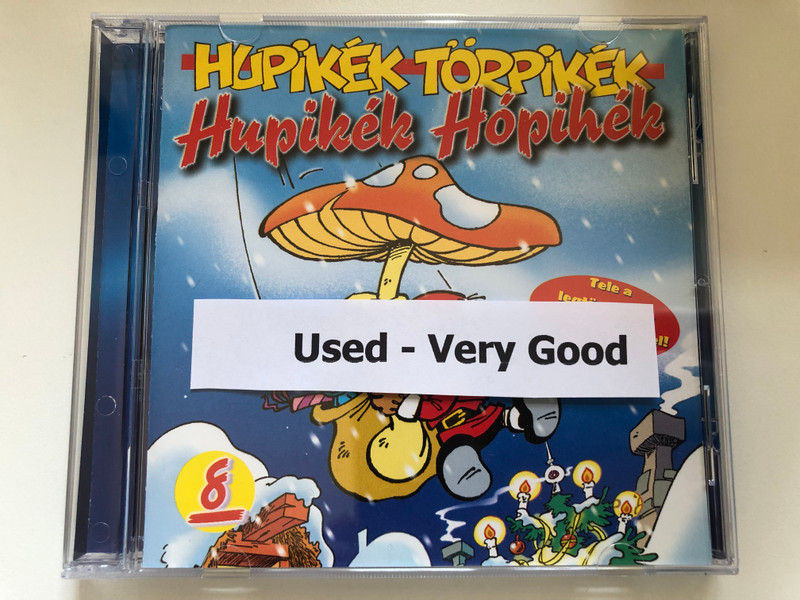 HUPIKÉK TÖRPIKÉK
Hupikék Hópihék
Tele a
Used - Very Good
8